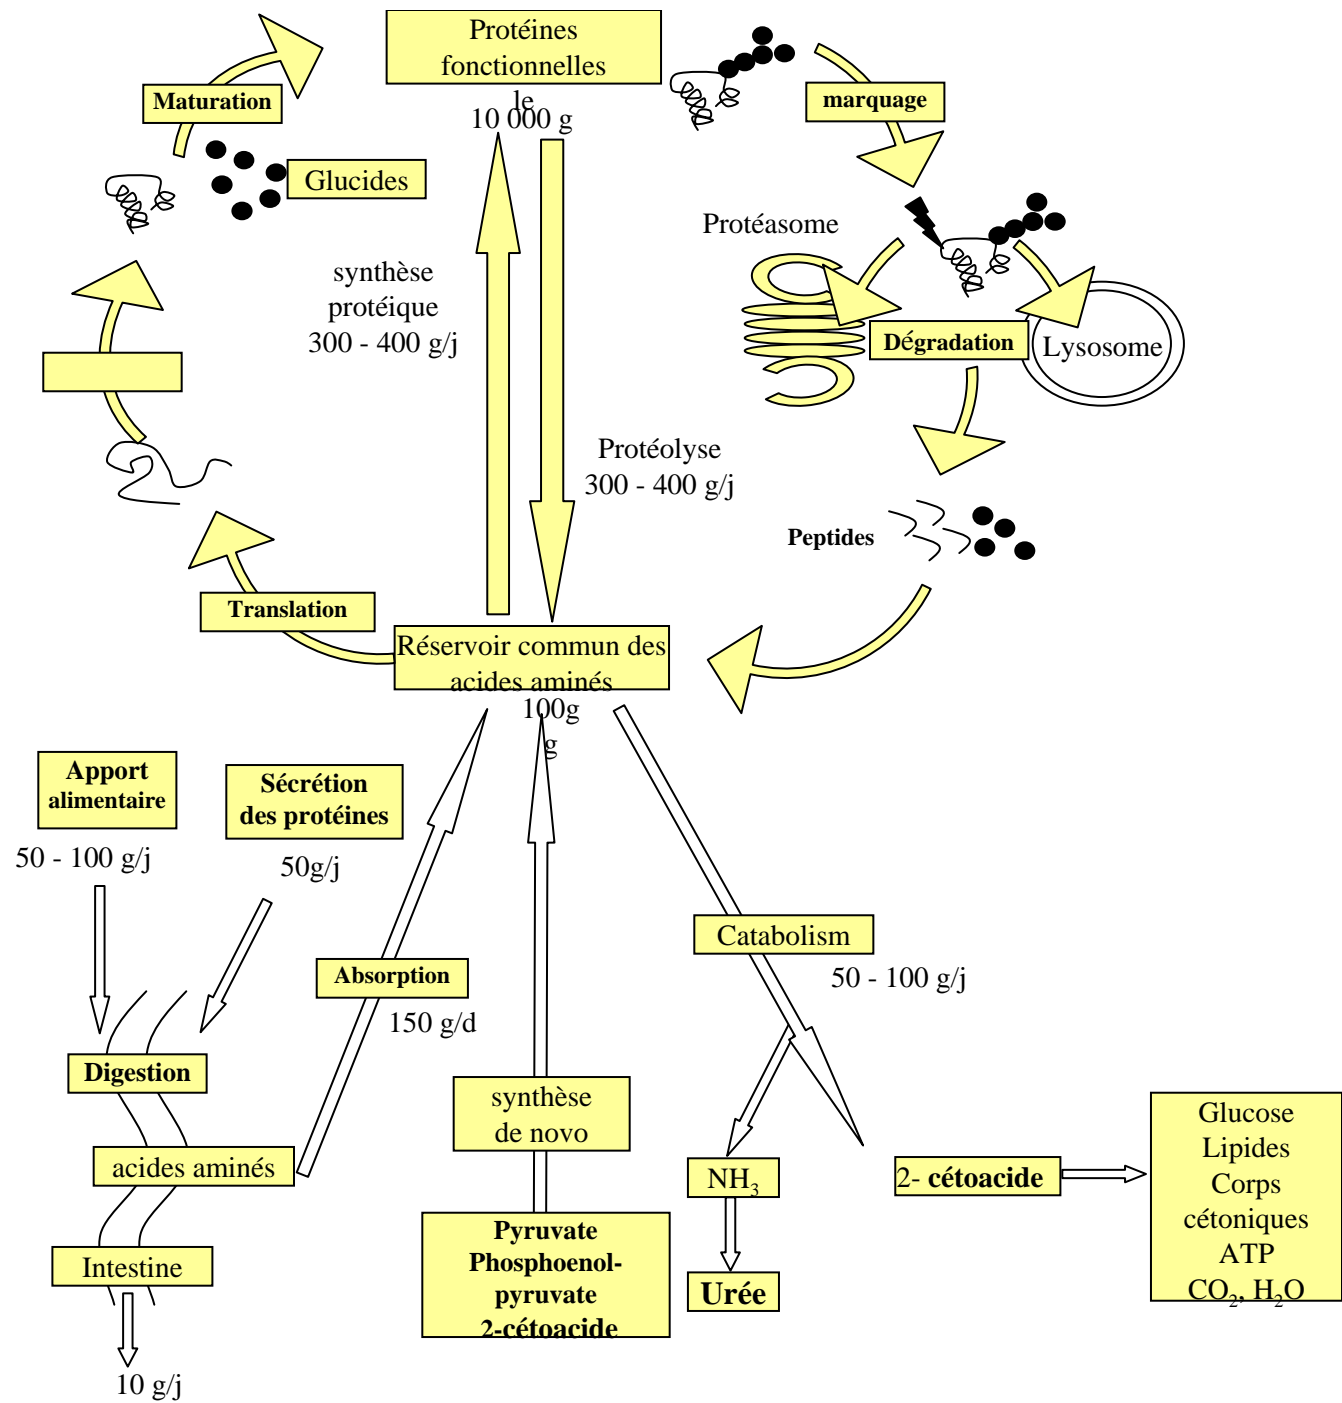 Protéines
fonctionnelles
le
10 000 g
Maturation
marquage
Glucides
Protéasome
synthèse
protéique
300 - 400 g/j
Dégradation
Lysosome
Protéolyse
300 - 400 g/j
Peptides
Translation
Réservoir commun des
acides aminés
100g
g
Apport
alimentaire
50 - 100 g/j
Sécrétion
des protéines
50g/j
Catabolism
50 - 100 g/j
Absorption
150 g/d
Digestion
synthèse
de novo
acides aminés
NH₃
2- cétoacide
Glucose
Lipides
Corps
cétoniques
ATP
CO₂, H₂O
Intestine
Pyruvate
Phosphoenol-
pyruvate
2-cétoacide
Urée
10 g/j